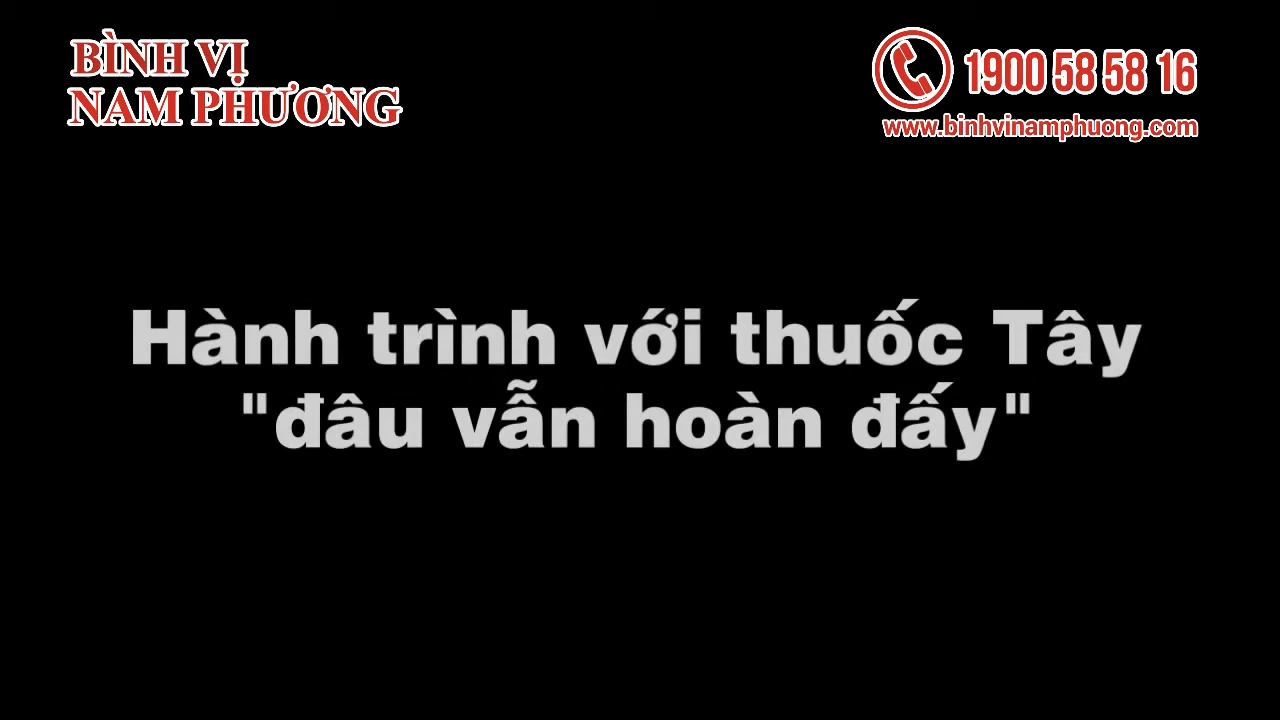 BÌNH VỊ
NAM PHƯƠNG
1900 58 58 16
www.binhvinamphuong.com
Hành trình với thuốc Tây
"đâu vẫn hoàn đấy"